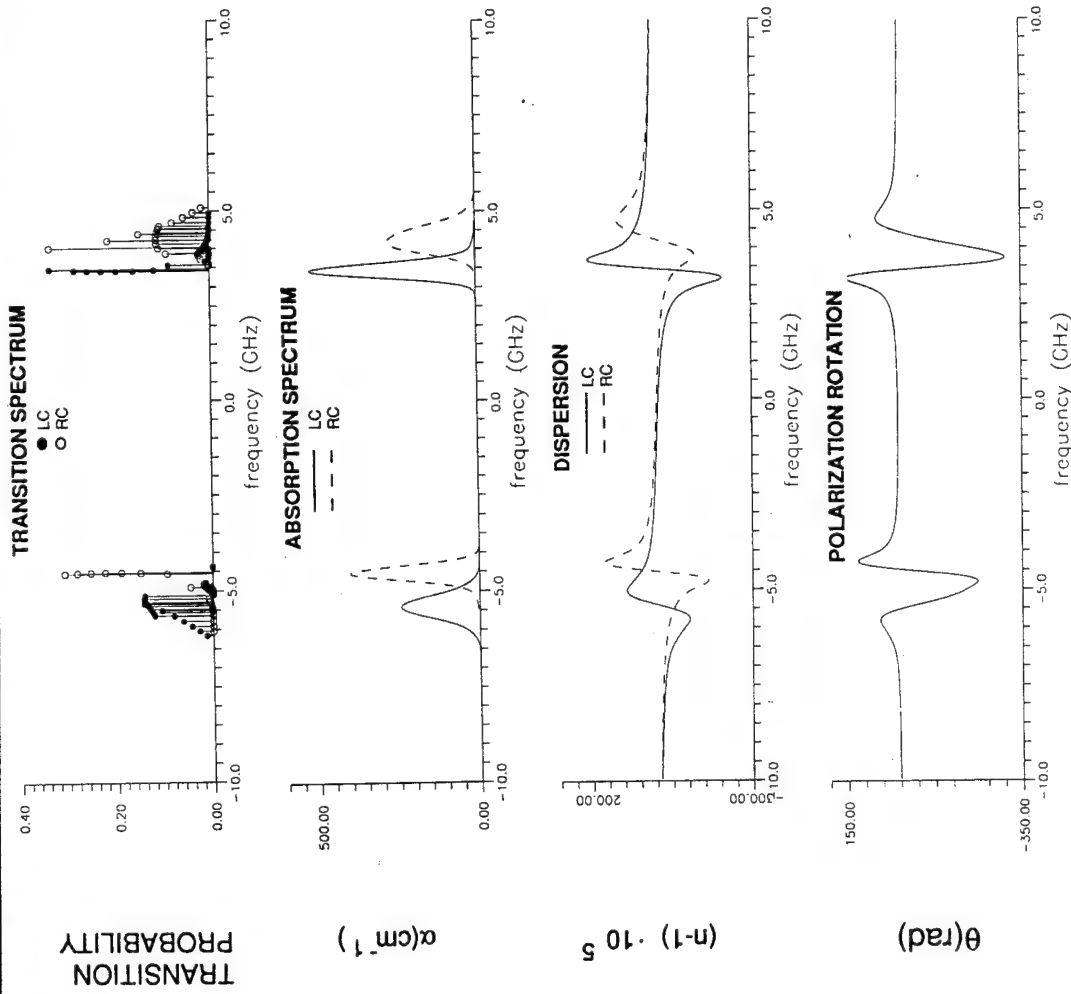 TRANSITION SPECTRUM
● LC
○ RC
TRANSITION
PROBABILITY
0.40
0.20
0.00
-10.0
-5.0
0.0
5.0
10.0
frequency (GHz)
ABSORPTION SPECTRUM
LC
RC
α(cm⁻¹)
500.00
0.00
-10.0
-5.0
0.0
5.0
10.0
frequency (GHz)
DISPERSION
LC
RC
(n-1) · 10 5
200.00
-300.00
-10.0
-5.0
0.0
5.0
10.0
frequency (GHz)
POLARIZATION ROTATION
θ(rad)
150.00
-350.00
-10.0
-5.0
0.0
5.0
10.0
frequency (GHz)